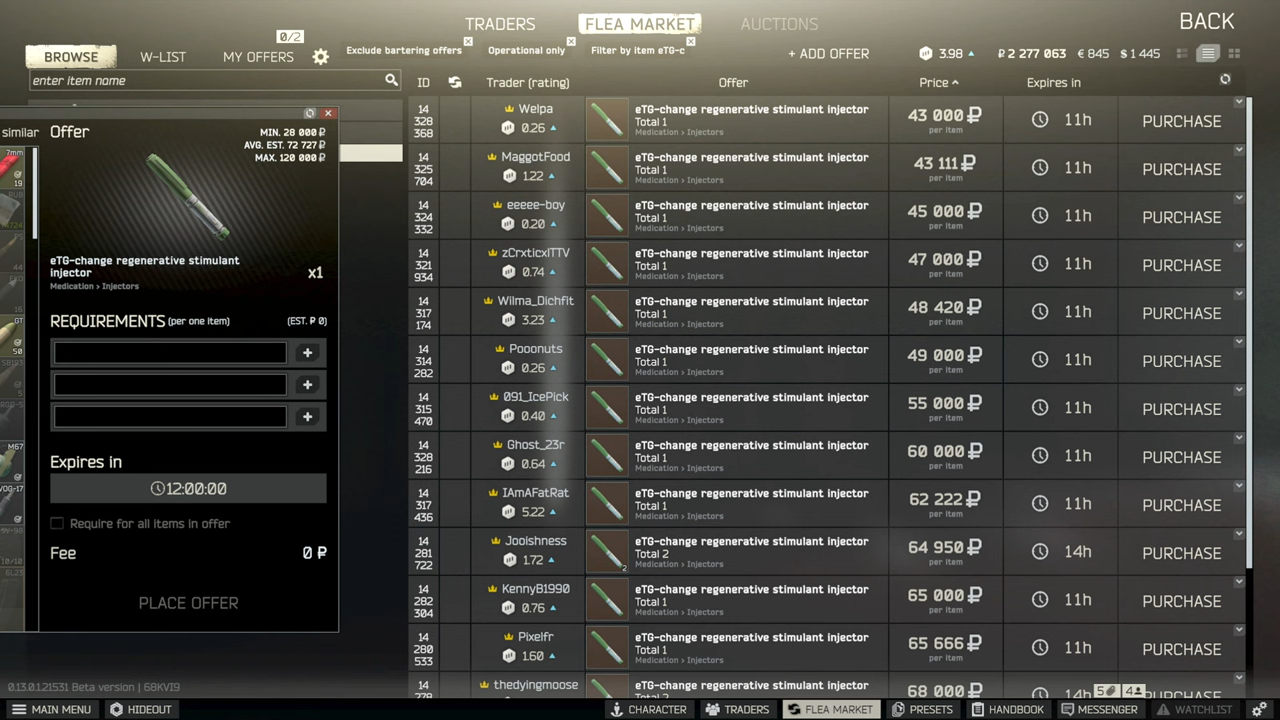 TRADERS
FLEA MARKET
AUCTIONS
BACK
0/2
BROWSE
W-LIST
MY OFFERS
Exclude bartering offers
Operational only
Filter by item eTG-c
+ ADD OFFER
3.98
₽ 2 277 063
€ 845
$ 1 445
enter item name
ID
Trader (rating)
Offer
Price
Expires in
similar
Offer
MIN. 28 000₽
AVG. EST. 72 727₽
MAX. 120 000₽
eTG-change regenerative stimulant
injector
x1
Medication > Injectors
REQUIREMENTS (per one item)
(EST. ₽ 0)
Expires in
12:00:00
Require for all items in offer
Fee
0 ₽
PLACE OFFER
7mm
19
44
16
GT
50
M67
VOG-17
14
328
368
Welpa
0.26
eTG-change regenerative stimulant injector
Total 1
Medication > Injectors
43 000₽
per item
11h
PURCHASE
14
325
704
MaggotFood
1.22
eTG-change regenerative stimulant injector
Total 1
Medication > Injectors
43 111₽
per item
11h
PURCHASE
14
324
332
eeeee-boy
0.20
eTG-change regenerative stimulant injector
Total 1
Medication > Injectors
45 000₽
per item
11h
PURCHASE
14
321
934
zCrxticxlTTV
0.74
eTG-change regenerative stimulant injector
Total 1
Medication > Injectors
47 000₽
per item
11h
PURCHASE
14
317
174
Wilma_Dichfit
3.23
eTG-change regenerative stimulant injector
Total 1
Medication > Injectors
48 420₽
per item
11h
PURCHASE
14
314
282
Pooonuts
0.26
eTG-change regenerative stimulant injector
Total 1
Medication > Injectors
49 000₽
per item
11h
PURCHASE
14
315
470
091_IcePick
0.40
eTG-change regenerative stimulant injector
Total 1
Medication > Injectors
55 000₽
per item
11h
PURCHASE
14
328
216
Ghost_23r
0.64
eTG-change regenerative stimulant injector
Total 1
Medication > Injectors
60 000₽
per item
11h
PURCHASE
14
317
436
IAmAFatRat
5.22
eTG-change regenerative stimulant injector
Total 1
Medication > Injectors
62 222₽
per item
11h
PURCHASE
14
281
722
Jooishness
1.72
2
eTG-change regenerative stimulant injector
Total 2
Medication > Injectors
64 950₽
per item
14h
PURCHASE
14
282
304
KennyB1990
0.76
eTG-change regenerative stimulant injector
Total 1
Medication > Injectors
65 000₽
per item
11h
PURCHASE
14
280
533
Pixelfr
1.60
eTG-change regenerative stimulant injector
Total 1
Medication > Injectors
65 666₽
per item
11h
PURCHASE
14
thedyingmoose
eTG-change regenerative stimulant injector
68 000₽
14h
0.13.0.1.21531 Beta version | 68KVI9
5
4
MAIN MENU
HIDEOUT
CHARACTER
TRADERS
FLEA MARKET
PRESETS
HANDBOOK
MESSENGER
WATCHLIST